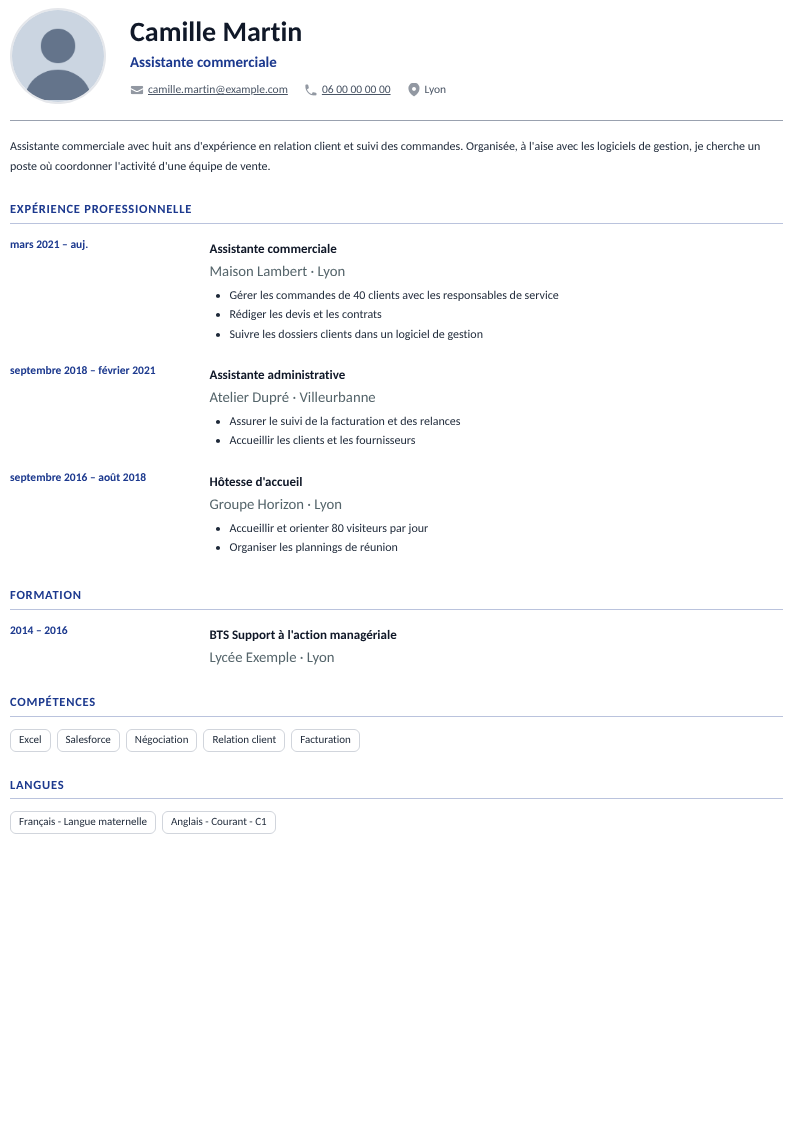 Camille Martin
Assistante commerciale
camille.martin@example.com 06 00 00 00 00 Lyon
Assistante commerciale avec huit ans d'expérience en relation client et suivi des commandes. Organisée, à l'aise avec les logiciels de gestion, je cherche un
poste où coordonner l'activité d'une équipe de vente.
EXPÉRIENCE PROFESSIONNELLE
mars 2021 – auj.
Assistante commerciale
Maison Lambert · Lyon
• Gérer les commandes de 40 clients avec les responsables de service
• Rédiger les devis et les contrats
• Suivre les dossiers clients dans un logiciel de gestion
septembre 2018 – février 2021
Assistante administrative
Atelier Dupré · Villeurbanne
• Assurer le suivi de la facturation et des relances
• Accueillir les clients et les fournisseurs
septembre 2016 – août 2018
Hôtesse d'accueil
Groupe Horizon · Lyon
• Accueillir et orienter 80 visiteurs par jour
• Organiser les plannings de réunion
FORMATION
2014 – 2016
BTS Support à l'action managériale
Lycée Exemple · Lyon
COMPÉTENCES
Excel Salesforce Négociation Relation client Facturation
LANGUES
Français - Langue maternelle Anglais - Courant - C1